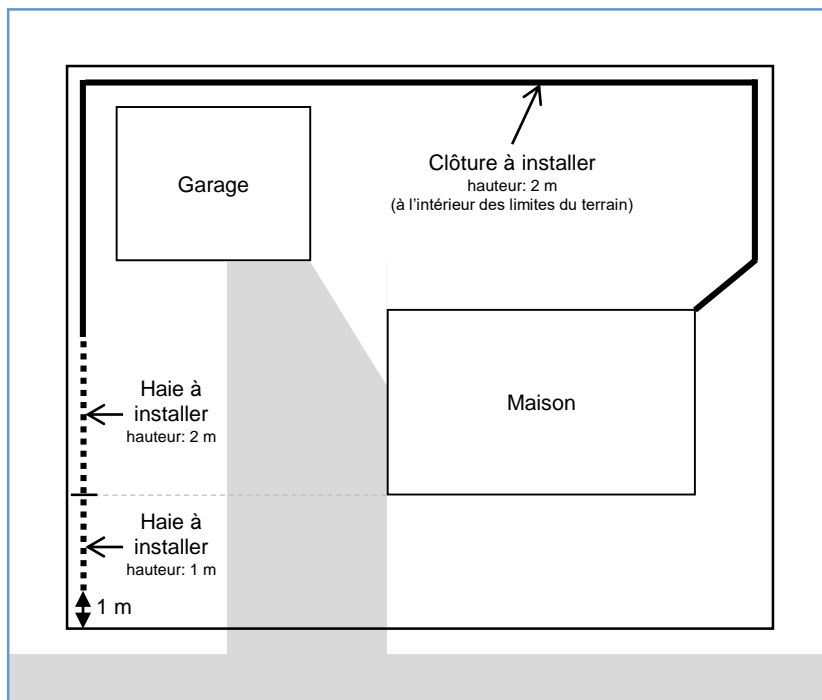 Garage
Clôture à installer
hauteur: 2 m
(à l'intérieur des limites du terrain)
Haie à
installer
hauteur: 2 m
Maison
Haie à
installer
hauteur: 1 m
1 m